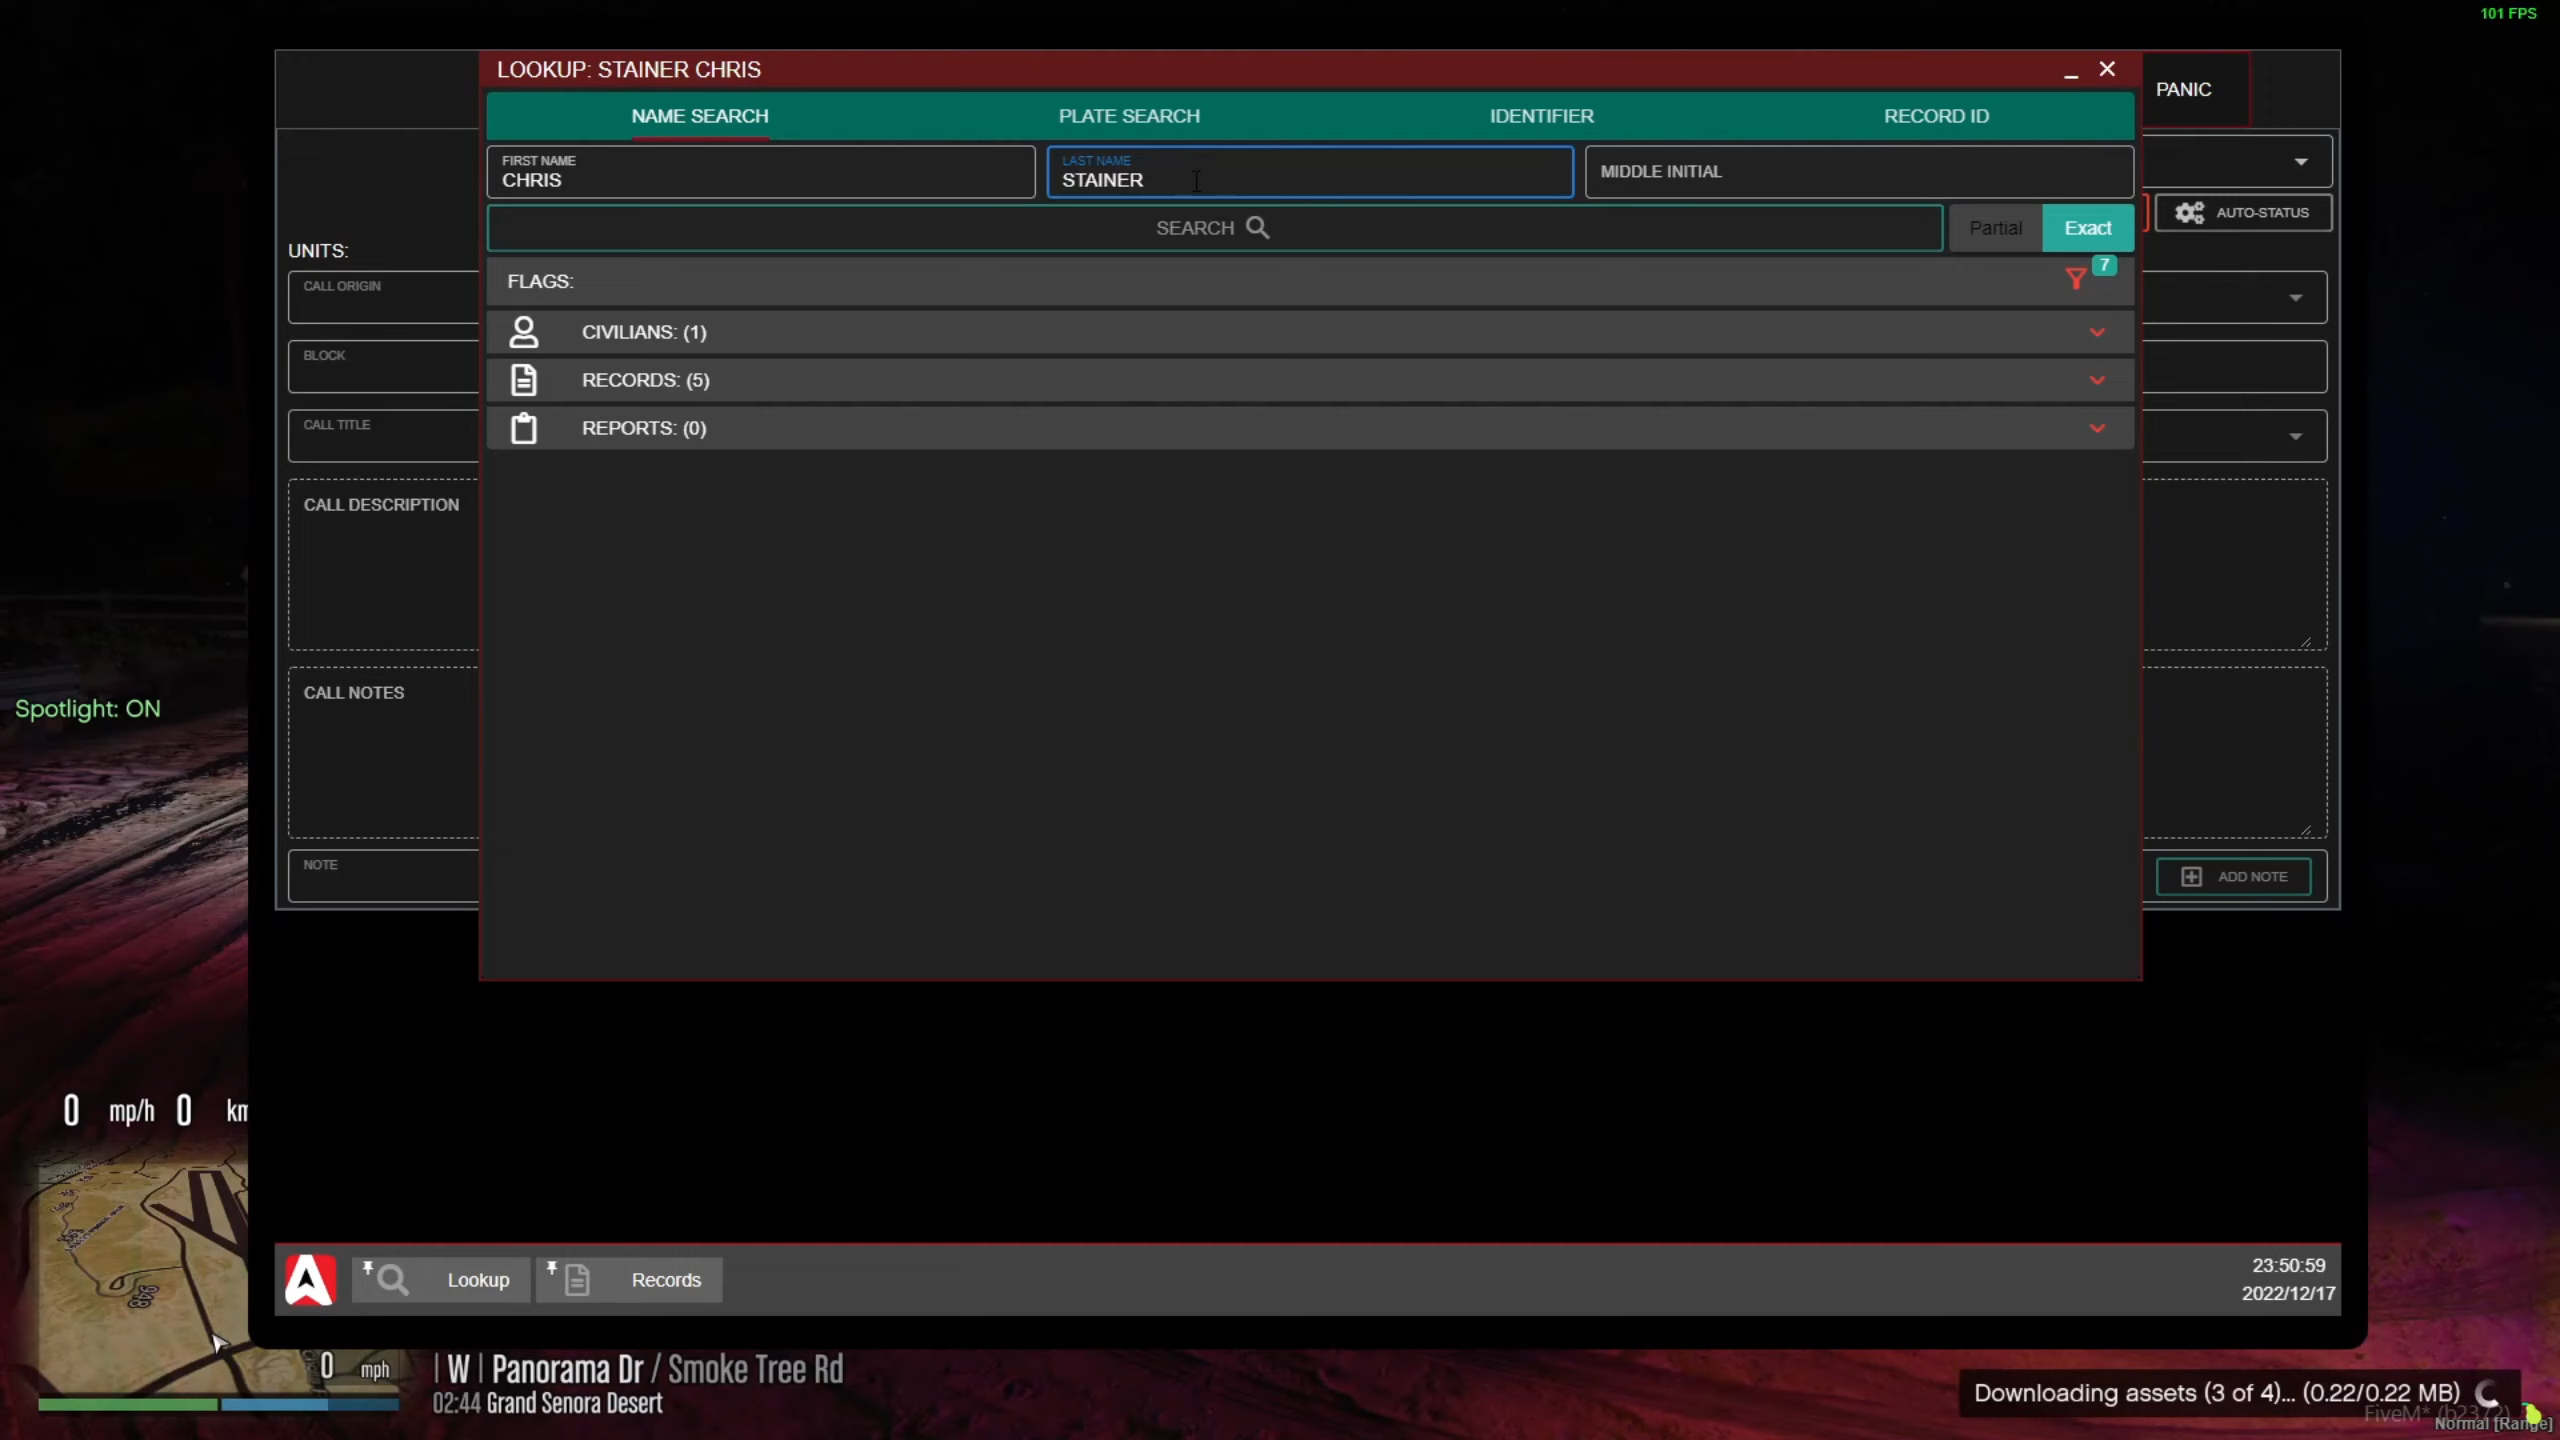 101 FPS
LOOKUP: STAINER CHRIS
PANIC
NAME SEARCH
PLATE SEARCH
IDENTIFIER
RECORD ID
FIRST NAME
CHRIS
LAST NAME
STAINER
MIDDLE INITIAL
SEARCH
Partial
Exact
AUTO-STATUS
UNITS:
FLAGS:
7
CALL ORIGIN
CIVILIANS: (1)
BLOCK
RECORDS: (5)
CALL TITLE
REPORTS: (0)
CALL DESCRIPTION
CALL NOTES
Spotlight: ON
NOTE
ADD NOTE
0 mp/h 0 km
Lookup
Records
23:50:59
2022/12/17
0 mph
| W | Panorama Dr / Smoke Tree Rd
02:44 Grand Senora Desert
Downloading assets (3 of 4)... (0.22/0.22 MB)
FiveM*
Normal [Range]